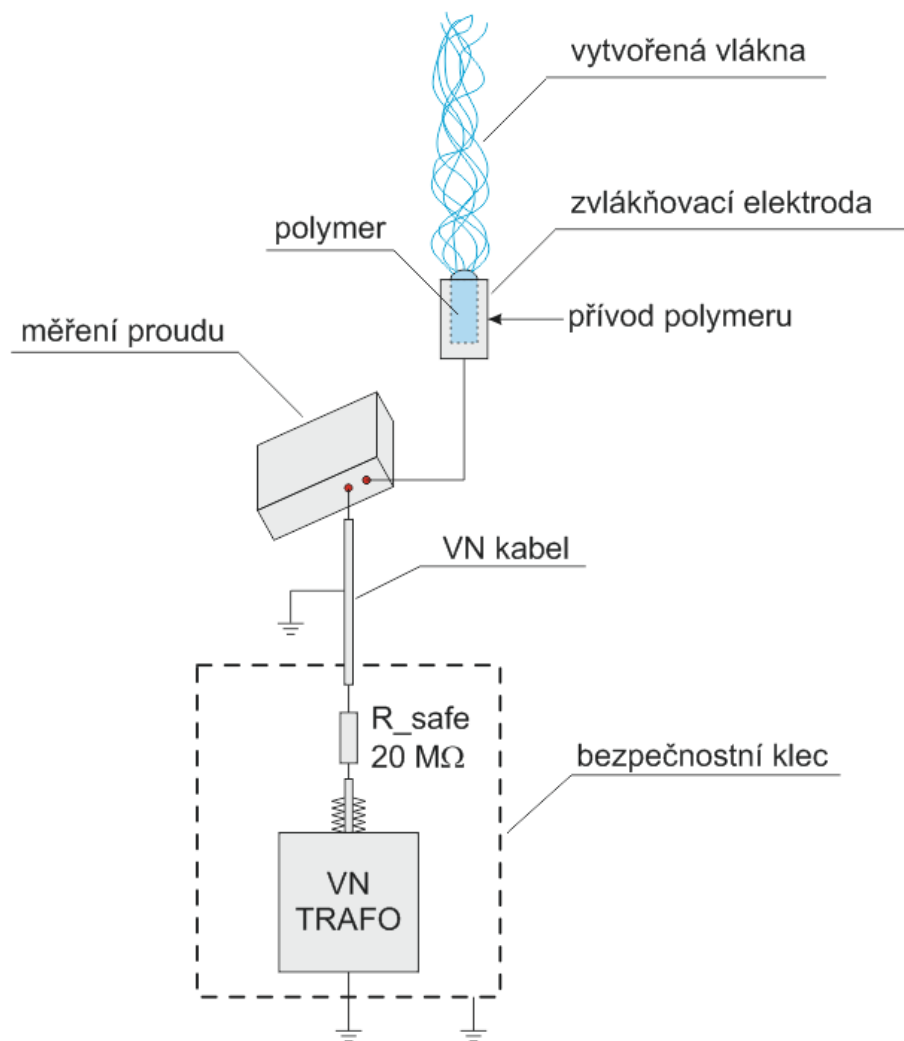 vytvořená vlákna
zvlákňovací elektroda
polymer
přívod polymeru
měření proudu
VN kabel
R_safe
20 MΩ
bezpečnostní klec
VN
TRAFO